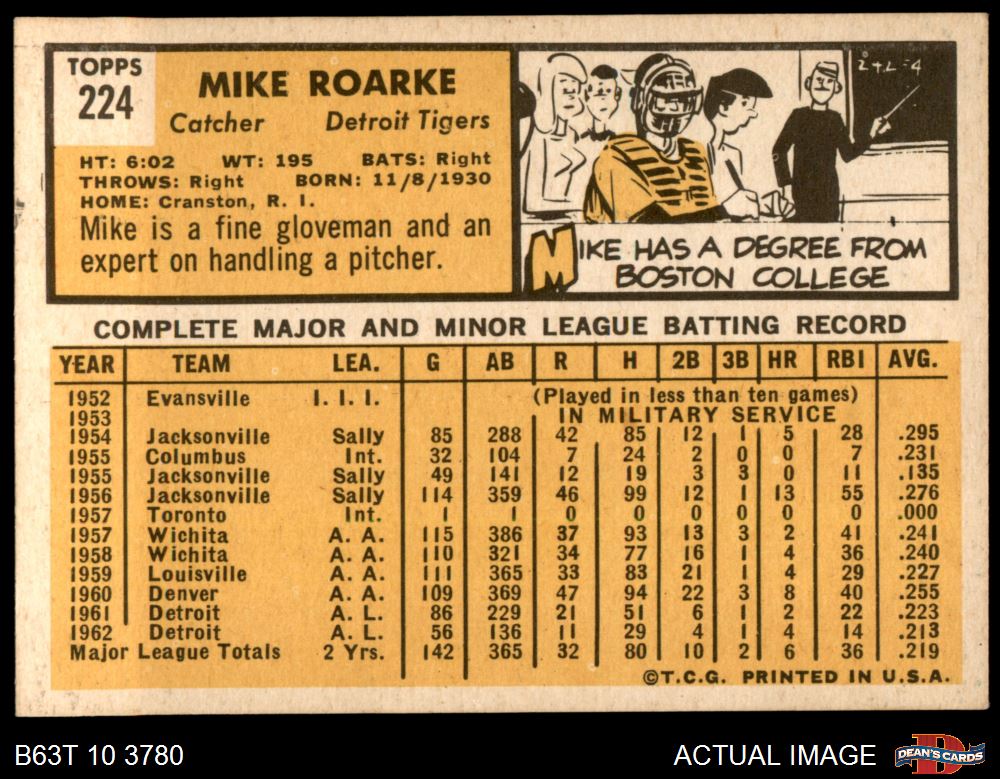 TOPPS
224
MIKE ROARKE
Catcher Detroit Tigers
HT: 6:02 WT: 195 BATS: Right
THROWS: Right BORN: 11/8/1930
HOME: Cranston, R. I.
Mike is a fine gloveman and an
expert on handling a pitcher.
2+2=4
MIKE HAS A DEGREE FROM
BOSTON COLLEGE
COMPLETE MAJOR AND MINOR LEAGUE BATTING RECORD
YEAR TEAM LEA. G AB R H 2B 3B HR RBI AVG.
1952 Evansville I. I. I. (Played in less than ten games)
1953 IN MILITARY SERVICE
1954 Jacksonville Sally 85 288 42 85 12 1 5 28 .295
1955 Columbus Int. 32 104 7 24 2 0 0 7 .231
1955 Jacksonville Sally 49 141 12 19 3 3 0 11 .135
1956 Jacksonville Sally 114 359 46 99 12 1 13 55 .276
1957 Toronto Int. 1 1 0 0 0 0 0 0 .000
1957 Wichita A. A. 115 386 37 93 13 3 2 41 .241
1958 Wichita A. A. 110 321 34 77 16 1 4 36 .240
1959 Louisville A. A. 111 365 33 83 21 1 4 29 .227
1960 Denver A. A. 109 369 47 94 22 3 8 40 .255
1961 Detroit A. L. 86 229 21 51 6 1 2 22 .223
1962 Detroit A. L. 56 136 11 29 4 1 4 14 .213
Major League Totals 2 Yrs. 142 365 32 80 10 2 6 36 .219
©T.C.G. PRINTED IN U.S.A.
B63T 10 3780 ACTUAL IMAGE
DEAN'S CARDS